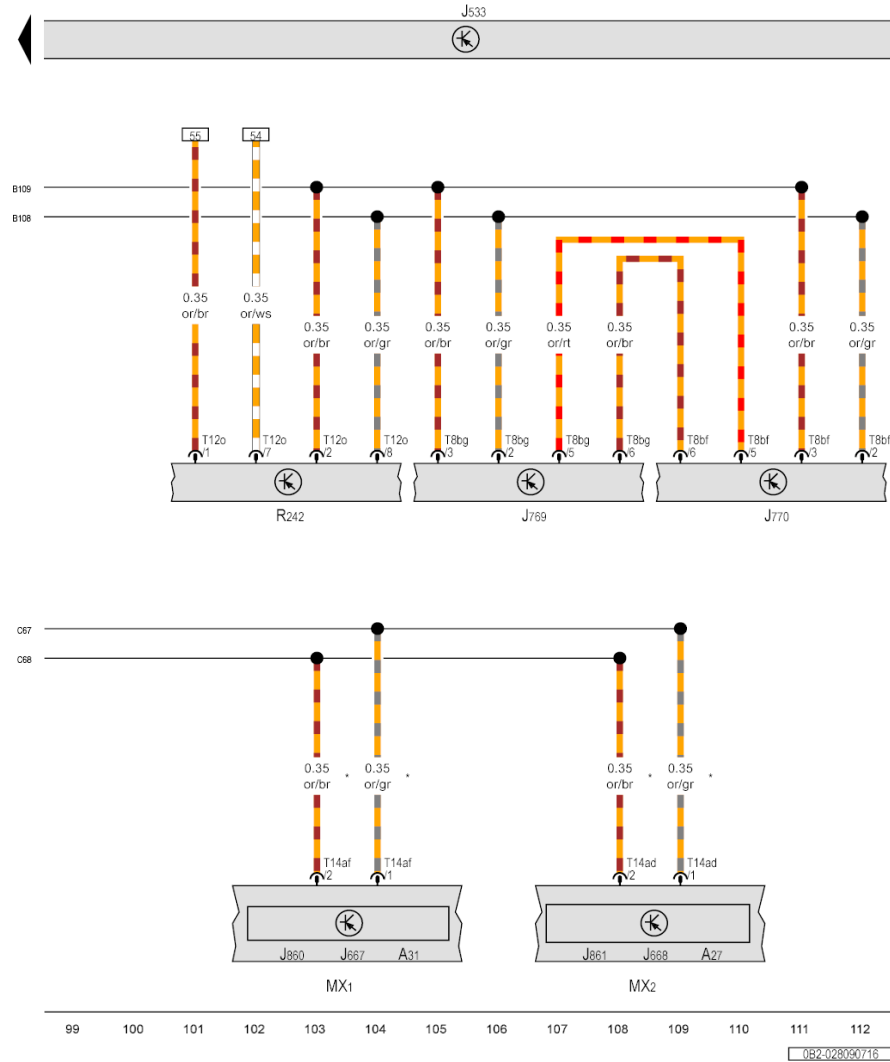 J533
55 54
B109
B108
0.35 0.35
or/br or/ws
0.35 0.35 0.35 0.35 0.35 0.35 0.35 0.35
or/br or/gr or/br or/gr or/rt or/br or/br or/gr
T12o T12o T12o T12o T8bg T8bg T8bg T8bg T8bf T8bf T8bf T8bf
/1 /7 /2 /8 /3 /2 /5 /6 /6 /5 /3 /2
R242 J769 J770
C67
C68
0.35 0.35 0.35 0.35
or/br * or/gr * or/br * or/gr *
T14af T14af T14ad T14ad
/2 /1 /2 /1
J860 J667 A31 J861 J668 A27
MX1 MX2
99 100 101 102 103 104 105 106 107 108 109 110 111 112
0B2-028090716